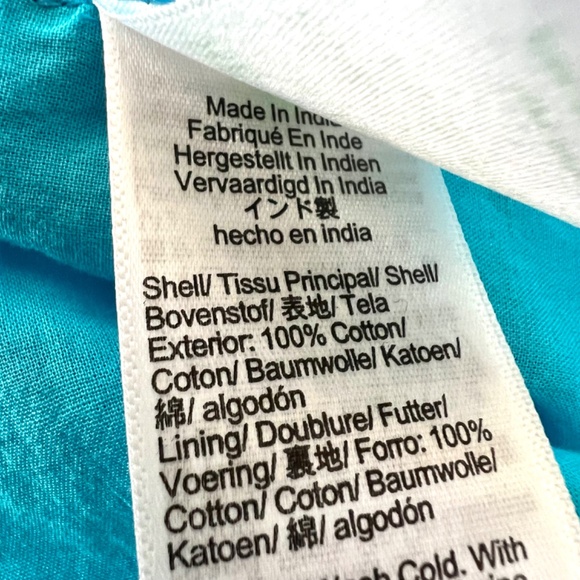 Made In India
Fabriqué En Inde
Hergestellt In Indien
Vervaardigd In India
インド製
hecho en india
Shell/ Tissu Principal/ Shell/
Bovenstof/ 表地/ Tela
Exterior: 100% Cotton/
Coton/ Baumwolle/ Katoen/
綿/ algodón
Lining/ Doublure/ Futter/
Voering/ 裏地/ Forro: 100%
Cotton/ Coton/ Baumwolle/
Katoen/ 綿/ algodón
Cold. With